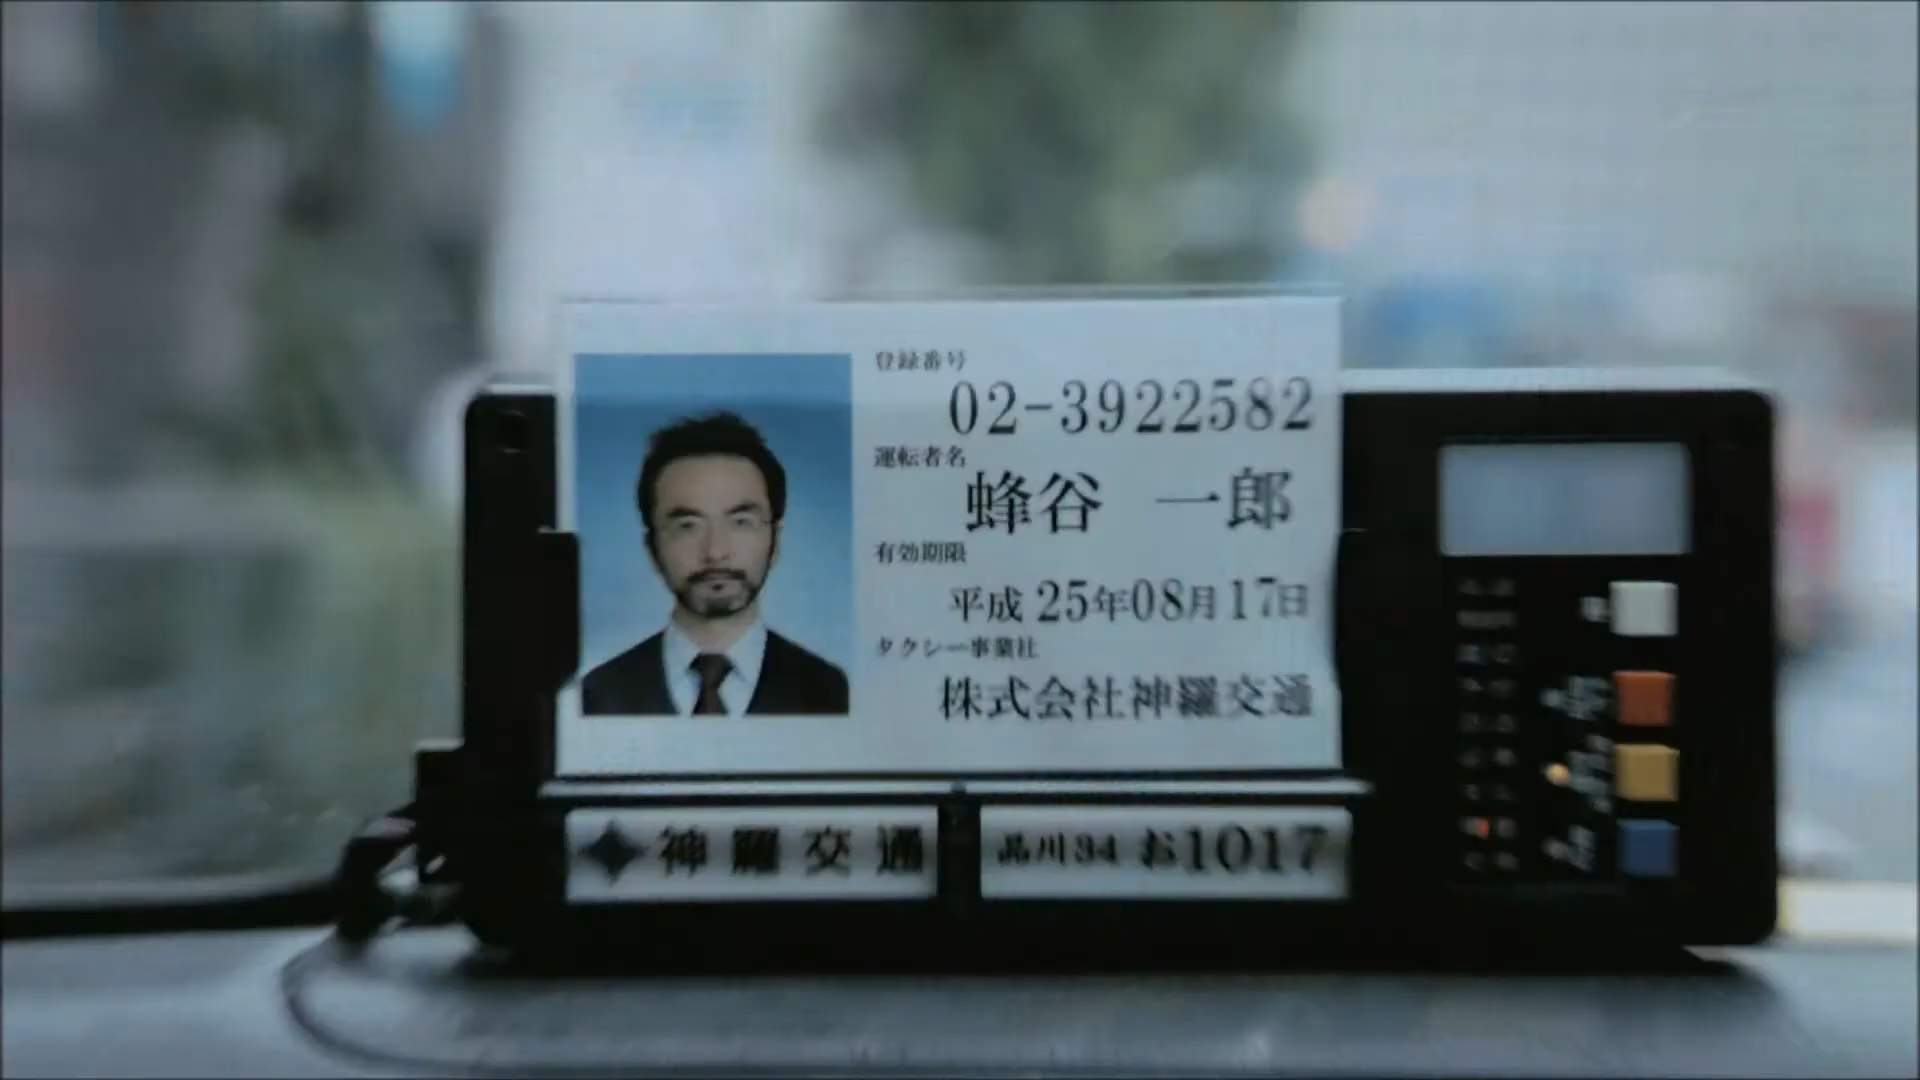 登録番号
02-3922582
運転者名
蜂谷 一郎
有効期限
平成 25年08月17日
タクシー事業社
株式会社神羅交通
神羅交通
品川34 お1017